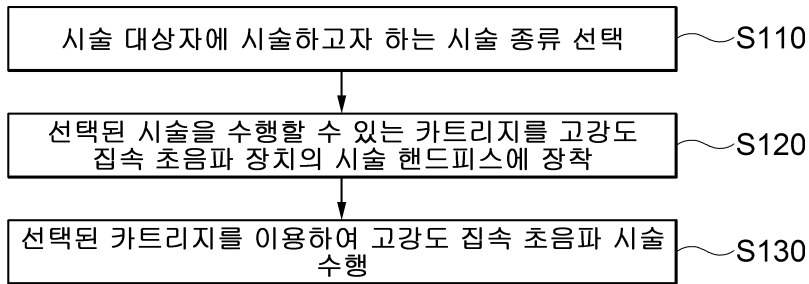 시술 대상자에 시술하고자 하는 시술 종류 선택
S110
선택된 시술을 수행할 수 있는 카트리지를 고강도
집속 초음파 장치의 시술 핸드피스에 장착
S120
선택된 카트리지를 이용하여 고강도 집속 초음파 시술
수행
S130